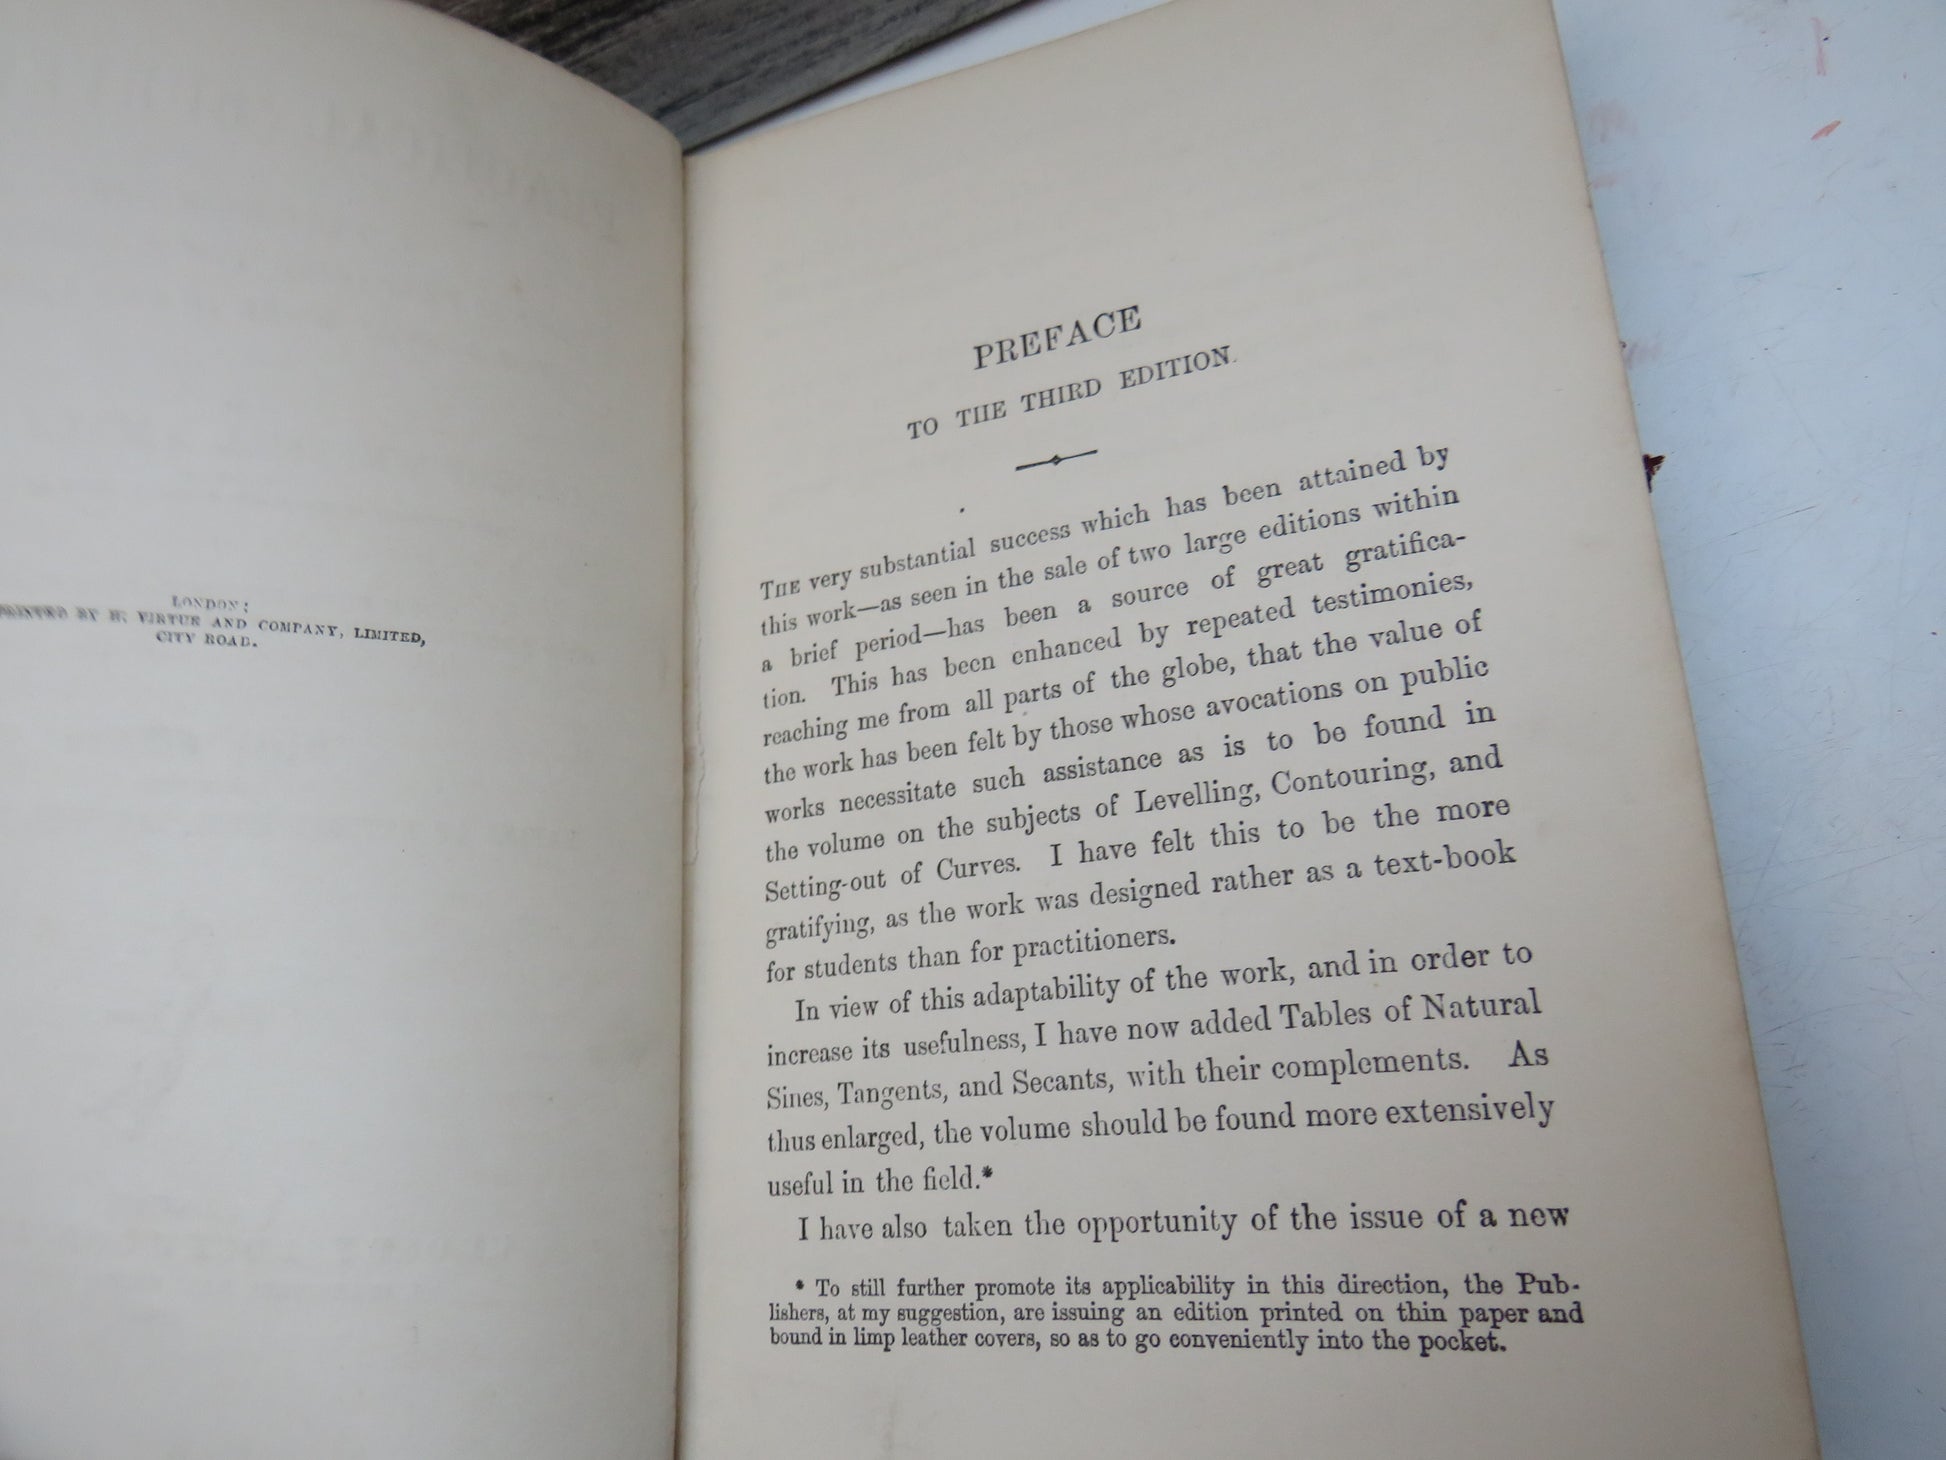 LONDON:
PRINTED BY H. VIRTUE AND COMPANY, LIMITED,
CITY ROAD.
PREFACE
TO THE THIRD EDITION.
THE very substantial success which has been attained by
this work—as seen in the sale of two large editions within
a brief period—has been a source of great gratifica-
tion. This has been enhanced by repeated testimonies,
reaching me from all parts of the globe, that the value of
the work has been felt by those whose avocations on public
works necessitate such assistance as is to be found in
the volume on the subjects of Levelling, Contouring, and
Setting-out of Curves. I have felt this to be the more
gratifying, as the work was designed rather as a text-book
for students than for practitioners.
In view of this adaptability of the work, and in order to
increase its usefulness, I have now added Tables of Natural
Sines, Tangents, and Secants, with their complements. As
thus enlarged, the volume should be found more extensively
useful in the field.*
I have also taken the opportunity of the issue of a new
* To still further promote its applicability in this direction, the Pub-
lishers, at my suggestion, are issuing an edition printed on thin paper and
bound in limp leather covers, so as to go conveniently into the pocket.